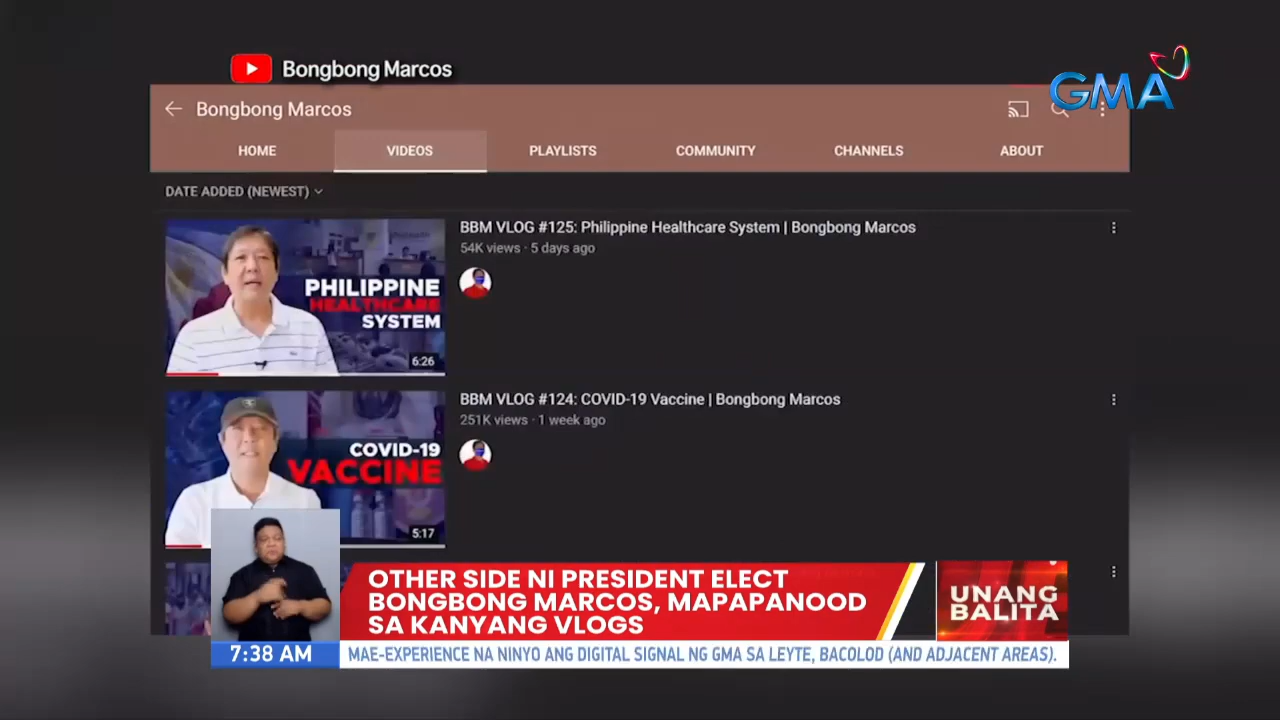 Bongbong Marcos
GMA
Bongbong Marcos
HOME VIDEOS PLAYLISTS COMMUNITY CHANNELS ABOUT
DATE ADDED (NEWEST)
PHILIPPINE
HEALTHCARE
SYSTEM
6:26
BBM VLOG #125: Philippine Healthcare System | Bongbong Marcos
54K views · 5 days ago
COVID-19
VACCINE
5:17
BBM VLOG #124: COVID-19 Vaccine | Bongbong Marcos
251K views · 1 week ago
OTHER SIDE NI PRESIDENT ELECT
BONGBONG MARCOS, MAPAPANOOD
SA KANYANG VLOGS
UNANG
BALITA
7:38 AM
MAE-EXPERIENCE NA NINYO ANG DIGITAL SIGNAL NG GMA SA LEYTE, BACOLOD (AND ADJACENT AREAS).